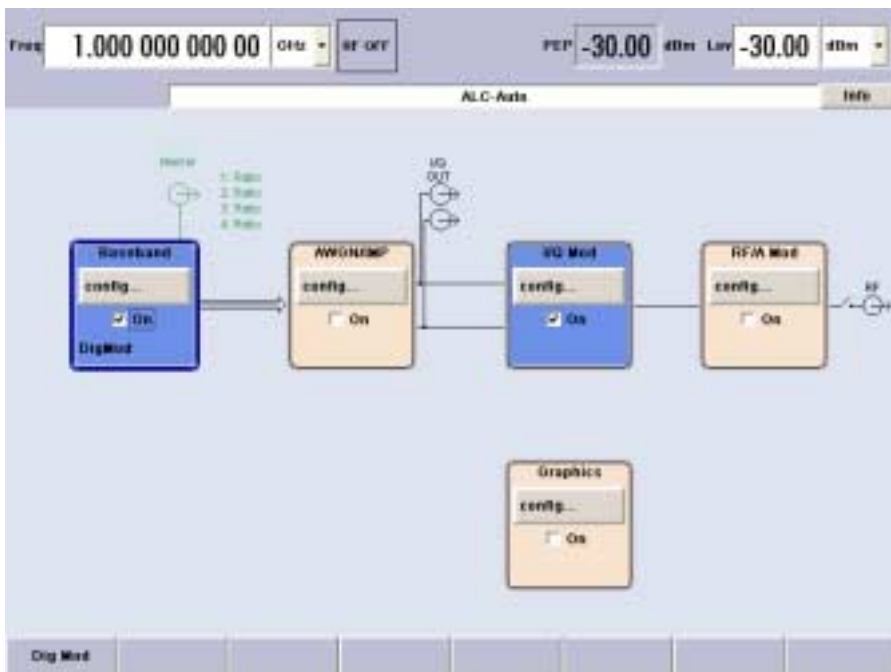 Freq 1.000 000 000 00 GHz RF OFF PEP -30.00 dBm Lev -30.00 dBm
ALC-Auto Info
I/Q
OUT
Baseband AWGN/IMP I/Q Mod RF/A Mod
config... config... config... config...
RF
On On On On
DigMod
Graphics
config...
On
Dig Mod